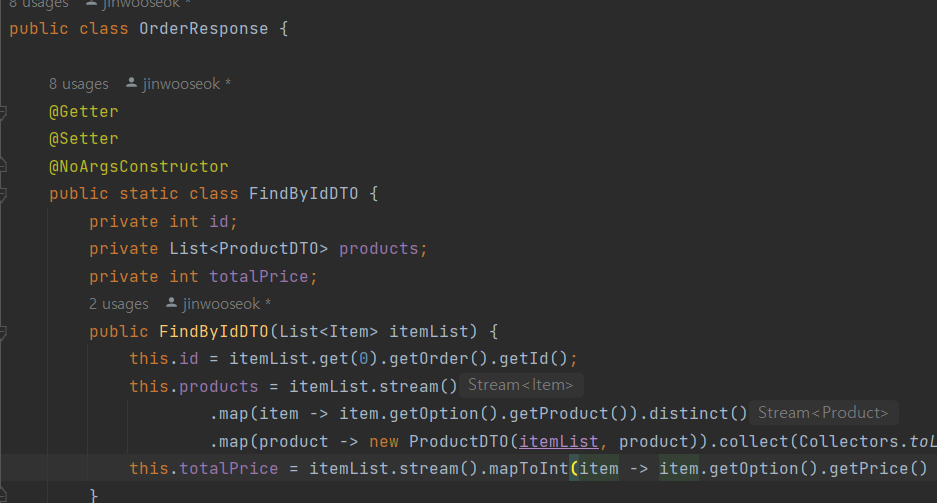 8 usages jinwooseok *
public class OrderResponse {
8 usages jinwooseok *
@Getter
@Setter
@NoArgsConstructor
public static class FindByIdDTO {
private int id;
private List<ProductDTO> products;
private int totalPrice;
2 usages jinwooseok *
public FindByIdDTO(List<Item> itemList) {
this.id = itemList.get(0).getOrder().getId();
this.products = itemList.stream() Stream<Item>
.map(item -> item.getOption().getProduct()).distinct() Stream<Product>
.map(product -> new ProductDTO(itemList, product)).collect(Collectors.toL
this.totalPrice = itemList.stream().mapToInt(item -> item.getOption().getPrice()
}